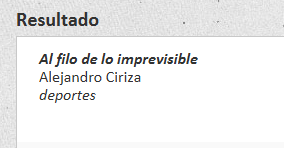 Resultado
Al filo de lo imprevisible
Alejandro Ciriza
deportes